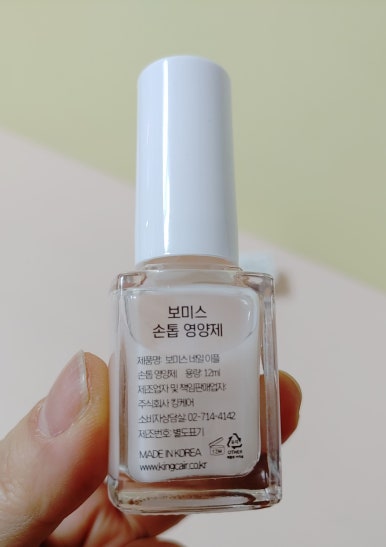 보미스
손톱 영양제
제품명: 보미스 네일 이플
손톱 영양제 용량: 12ml
제조업자 및 책임판매업자:
주식회사 킹케어
소비자상담실: 02-714-4142
제조번호: 별도표기
MADE IN KOREA
www.kingcair.co.kr
12M
OTHER